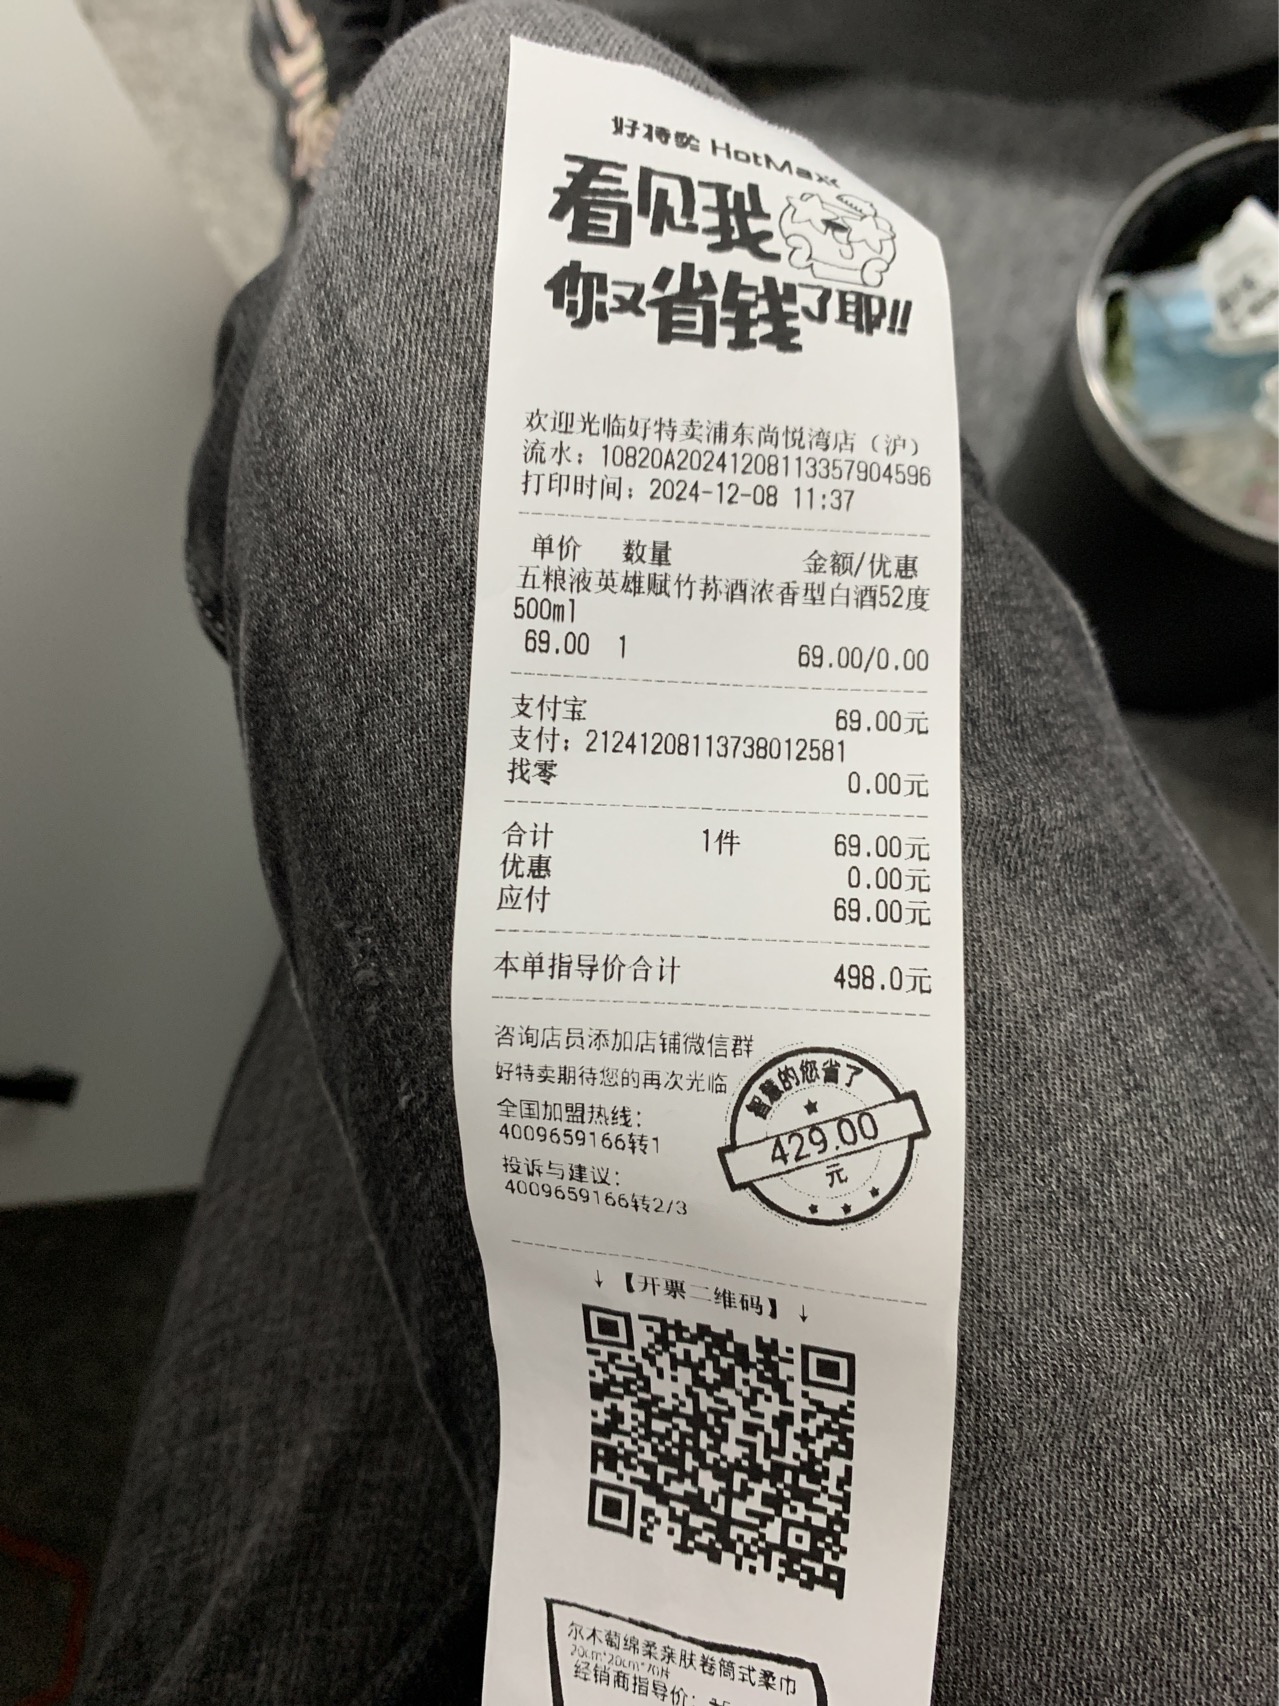 好特卖 HotMaxx
看见我
你又省钱了耶!!
欢迎光临好特卖浦东尚悦湾店（沪）
流水：10820A20241208113357904596
打印时间：2024-12-08 11:37
单价 数量 金额/优惠
五粮液英雄赋竹荪酒浓香型白酒52度
500ml
69.00 1 69.00/0.00
支付宝 69.00元
支付：21241208113738012581
找零 0.00元
合计 1件 69.00元
优惠 0.00元
应付 69.00元
本单指导价合计 498.0元
咨询店员添加店铺微信群
好特卖期待您的再次光临
全国加盟热线：
4009659166转1
投诉与建议：
4009659166转2/3
智慧的您省了
429.00
元
↓【开票二维码】↓
尔木萄绵柔亲肤卷筒式柔巾
20cm*20cm*70片
经销商指导价：